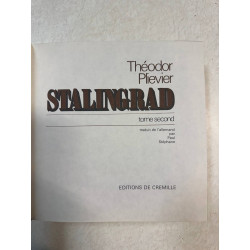 Théodor
Plievier
STALINGRAD
tome second
traduit de l'allemand
par
Paul
Stéphane
EDITIONS DE CREMILLE